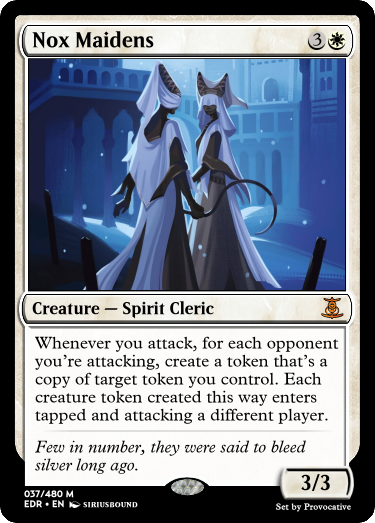 Nox Maidens 3
Creature — Spirit Cleric
Whenever you attack, for each opponent
you're attacking, create a token that's a
copy of target token you control. Each
creature token created this way enters
tapped and attacking a different player.
Few in number, they were said to bleed
silver long ago.
3/3
037/480 M
EDR • EN SIRIUSBOUND
Set by Provocative